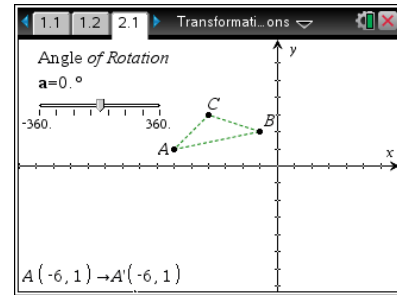 1.1 1.2 2.1 Transformati...ons
Angle of Rotation
a=0.°
-360. 360.
y
C
B
A
x
A(-6, 1)→A'(-6, 1)